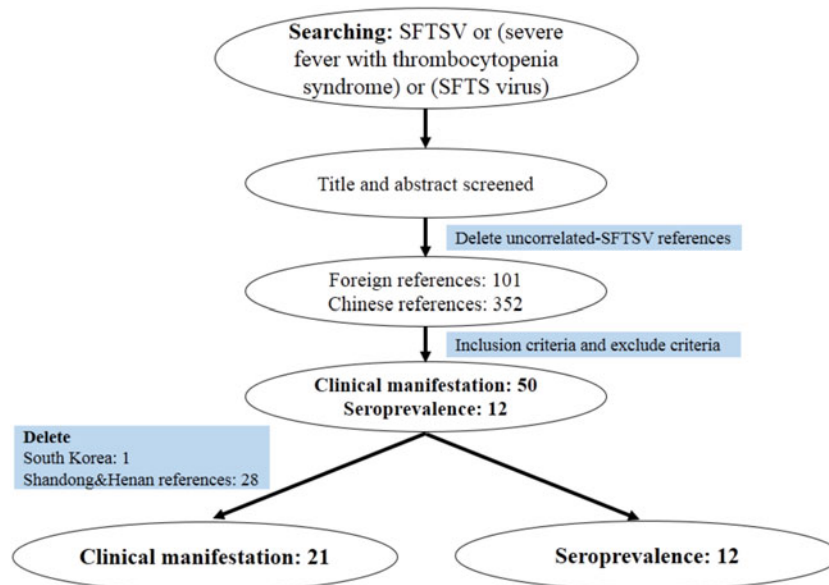 Searching: SFTSV or (severe
fever with thrombocytopenia
syndrome) or (SFTS virus)
Title and abstract screened
Delete uncorrelated-SFTSV references
Foreign references: 101
Chinese references: 352
Inclusion criteria and exclude criteria
Clinical manifestation: 50
Seroprevalence: 12
Delete
South Korea: 1
Shandong&Henan references: 28
Clinical manifestation: 21
Seroprevalence: 12